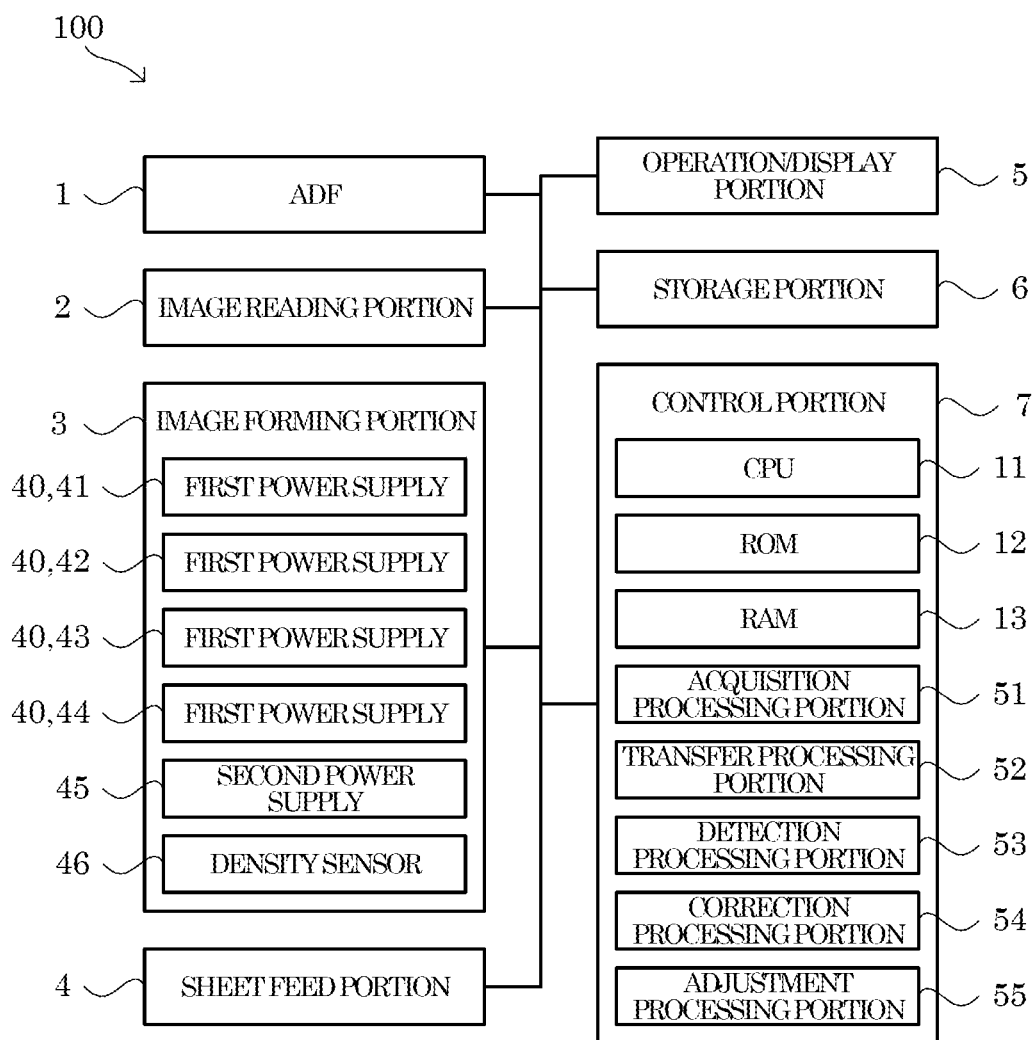 100
1
ADF
2
IMAGE READING PORTION
3
IMAGE FORMING PORTION
40,41
FIRST POWER SUPPLY
40,42
FIRST POWER SUPPLY
40,43
FIRST POWER SUPPLY
40,44
FIRST POWER SUPPLY
45
SECOND POWER
SUPPLY
46
DENSITY SENSOR
4
SHEET FEED PORTION
OPERATION/DISPLAY
PORTION
5
STORAGE PORTION
6
CONTROL PORTION
7
CPU
11
ROM
12
RAM
13
ACQUISITION
PROCESSING PORTION
51
TRANSFER PROCESSING
PORTION
52
DETECTION
PROCESSING PORTION
53
CORRECTION
PROCESSING PORTION
54
ADJUSTMENT
PROCESSING PORTION
55